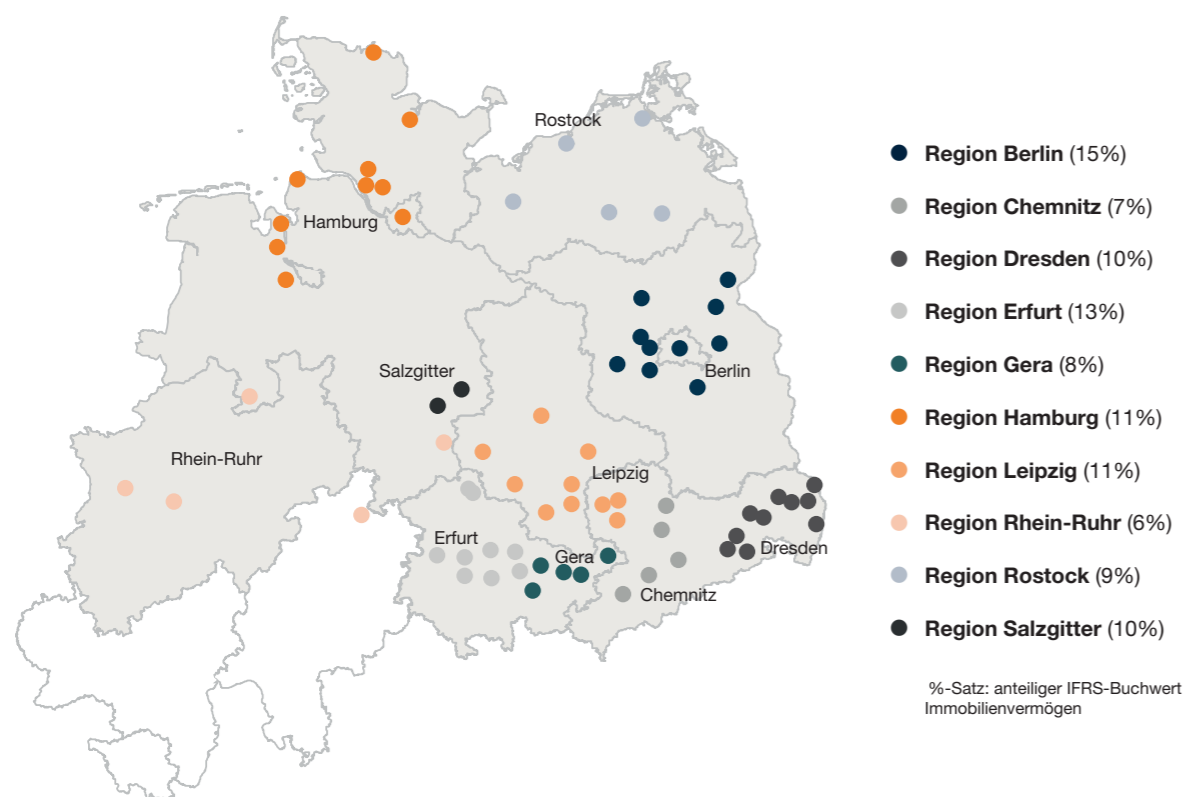 Rostock
Hamburg
Salzgitter
Berlin
Rhein-Ruhr
Leipzig
Erfurt
Gera
Dresden
Chemnitz
Region Berlin (15%)
Region Chemnitz (7%)
Region Dresden (10%)
Region Erfurt (13%)
Region Gera (8%)
Region Hamburg (11%)
Region Leipzig (11%)
Region Rhein-Ruhr (6%)
Region Rostock (9%)
Region Salzgitter (10%)
%-Satz: anteiliger IFRS-Buchwert
Immobilienvermögen